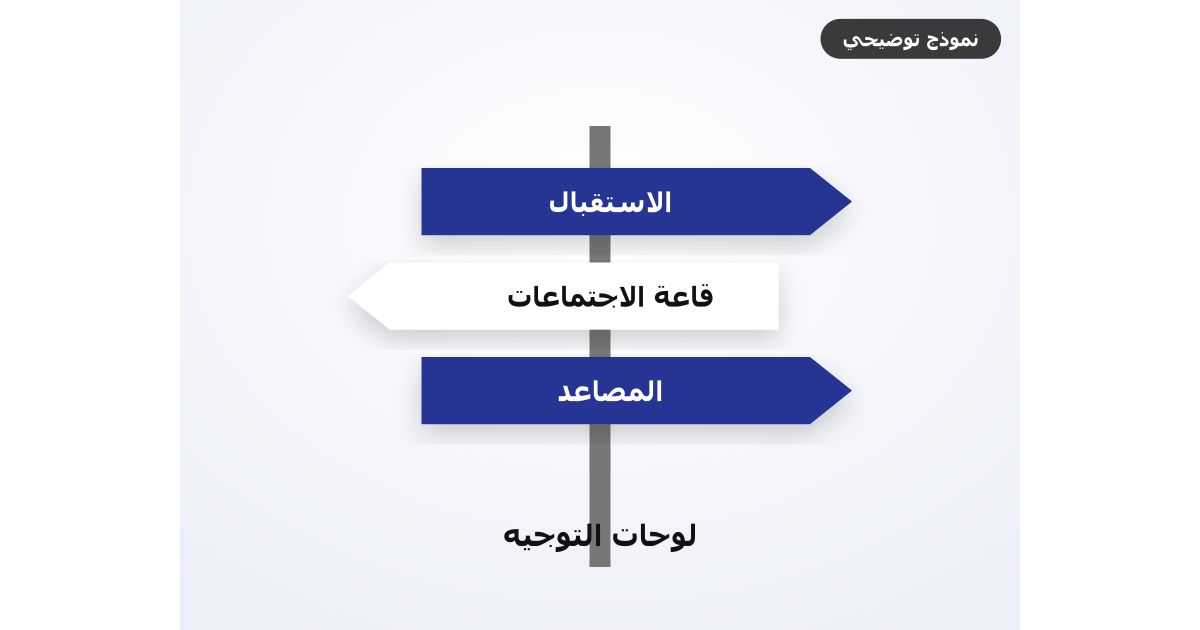 نموذج توضيحي
الاستقبال
قاعة الاجتماعات
المصاعد
لوحات التوجيه